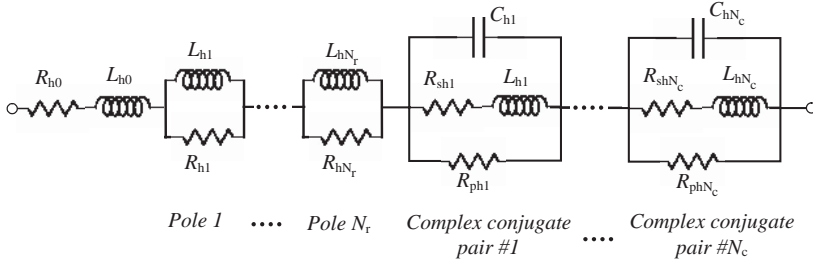 C_h1 C_hN_c
L_h1 L_hN_r
R_h0 L_h0 R_sh1 L_h1 R_shN_c L_hN_c
R_h1 R_hN_r R_ph1 R_phN_c
Pole 1 .... Pole N_r Complex conjugate pair #1 .... Complex conjugate pair #N_c